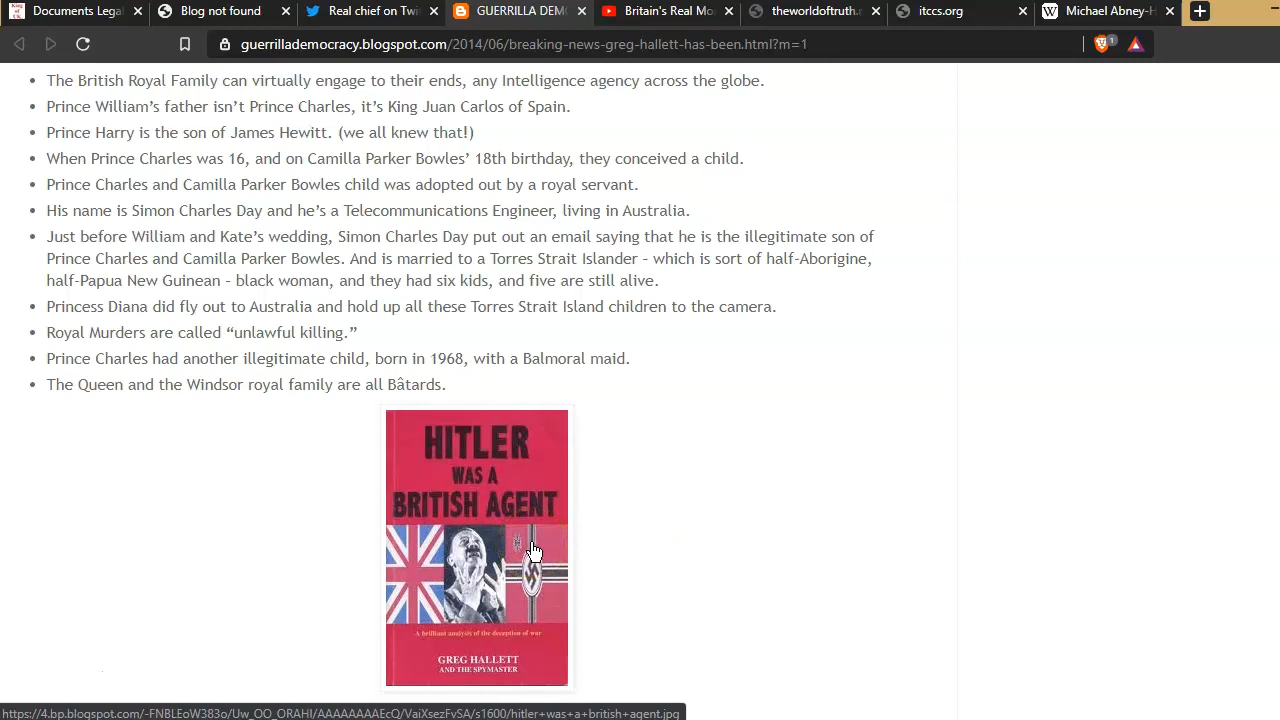 Documents Legal
Blog not found
Real chief on Twi
GUERRILLA DEMO
Britain's Real Mo
theworldoftruth.
itccs.org
Michael Abney-H
guerrillademocracy.blogspot.com/2014/06/breaking-news-greg-hallett-has-been.html?m=1
1
• The British Royal Family can virtually engage to their ends, any Intelligence agency across the globe.
• Prince William’s father isn’t Prince Charles, it’s King Juan Carlos of Spain.
• Prince Harry is the son of James Hewitt. (we all knew that!)
• When Prince Charles was 16, and on Camilla Parker Bowles’ 18th birthday, they conceived a child.
• Prince Charles and Camilla Parker Bowles child was adopted out by a royal servant.
• His name is Simon Charles Day and he’s a Telecommunications Engineer, living in Australia.
• Just before William and Kate’s wedding, Simon Charles Day put out an email saying that he is the illegitimate son of
Prince Charles and Camilla Parker Bowles. And is married to a Torres Strait Islander – which is sort of half-Aborigine,
half-Papua New Guinean – black woman, and they had six kids, and five are still alive.
• Princess Diana did fly out to Australia and hold up all these Torres Strait Island children to the camera.
• Royal Murders are called “unlawful killing.”
• Prince Charles had another illegitimate child, born in 1968, with a Balmoral maid.
• The Queen and the Windsor royal family are all Bâtards.
HITLER
WAS A
BRITISH AGENT
A brilliant analysis of the deception of war
GREG HALLETT
AND THE SPYMASTER
https://4.bp.blogspot.com/-FNBLEoW383o/Uw_OO_ORAHI/AAAAAAAAEcQ/VaiXsezFvSA/s1600/hitler+was+a+british+agent.jpg